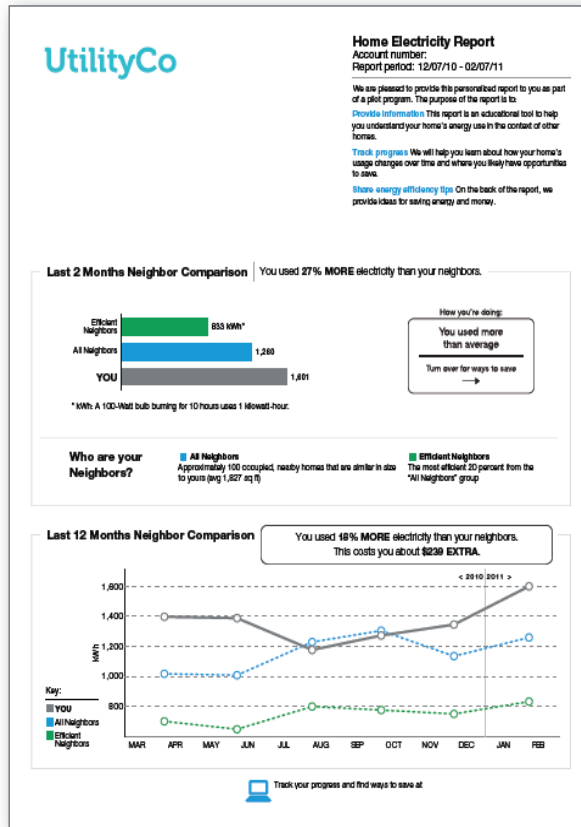 UtilityCo
Home Electricity Report
Account number:
Report period: 12/07/10 - 02/07/11
We are pleased to provide this personalized report to you as part
of a pilot program. The purpose of the report is to:
Provide information This report is an educational tool to help
you understand your home's energy use in the context of other
homes.
Track progress We will help you learn about how your home's
usage changes over time and where you likely have opportunities
to save.
Share energy efficiency tips On the back of the report, we
provide ideas for saving energy and money.
Last 2 Months Neighbor Comparison You used 27% MORE electricity than your neighbors.
Efficient
Neighbors
833 kWh*
All Neighbors
1,260
YOU
1,601
How you're doing:
You used more
than average
Turn over for ways to save
* kWh: A 100-Watt bulb burning for 10 hours uses 1 kilowatt-hour.
Who are your
Neighbors?
All Neighbors
Approximately 100 occupied, nearby homes that are similar in size
to yours (avg 1,827 sq ft)
Efficient Neighbors
The most efficient 20 percent from the
"All Neighbors" group
Last 12 Months Neighbor Comparison
You used 18% MORE electricity than your neighbors.
This costs you about $239 EXTRA.
< 2010 2011 >
1,600
1,400
1,200
1,000
800
kWh
Key:
YOU
All Neighbors
Efficient
Neighbors
MAR APR MAY JUN JUL AUG SEP OCT NOV DEC JAN FEB
Track your progress and find ways to save at